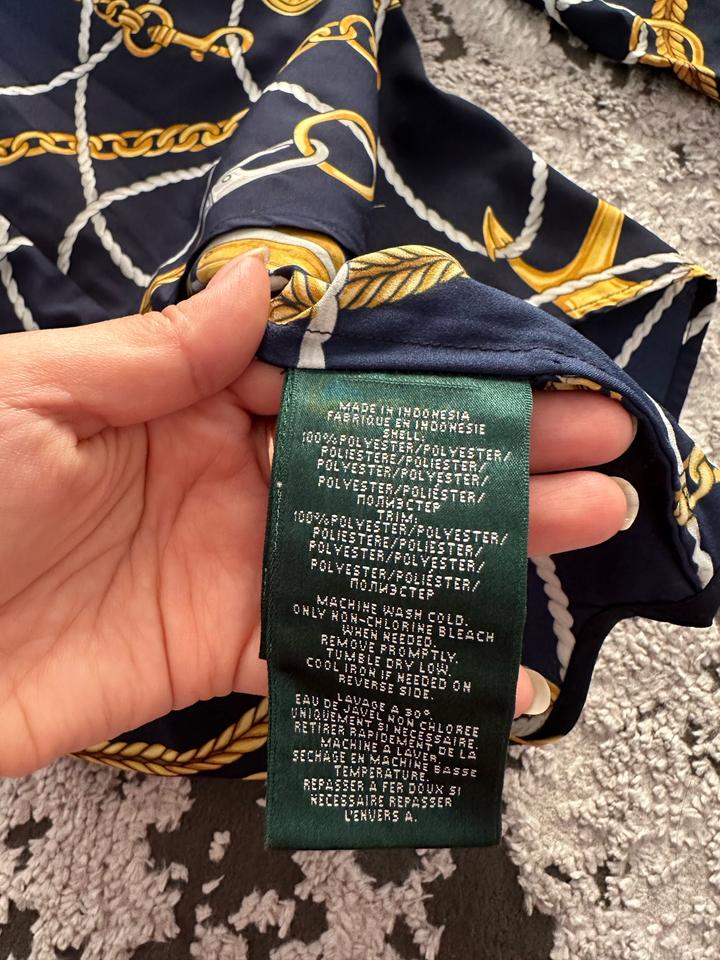 MADE IN INDONESIA
FABRIQUE EN INDONESIE
SHELL:
100%POLYESTER/POLYESTER/
POLIESTERE/POLIESTER/
POLYESTER/POLYESTER/
POLYESTER/POLIÉSTER/
ПОЛИЭСТЕР
TRIM:
100%POLYESTER/POLYESTER/
POLIESTERE/POLIESTER/
POLYESTER/POLYESTER/
POLYESTER/POLIÉSTER/
ПОЛИЭСТЕР
MACHINE WASH COLD.
ONLY NON-CHLORINE BLEACH
WHEN NEEDED.
REMOVE PROMPTLY.
TUMBLE DRY LOW.
COOL IRON IF NEEDED ON
REVERSE SIDE.
LAVAGE A 30°
EAU DE JAVEL NON CHLOREE
UNIQUEMENT SI NECESSAIRE.
RETIRER RAPIDEMENT DE LA
MACHINE A LAVER.
SECHAGE EN MACHINE BASSE
TEMPERATURE.
REPASSER A FER DOUX SI
NECESSAIRE REPASSER
L'ENVERS A.